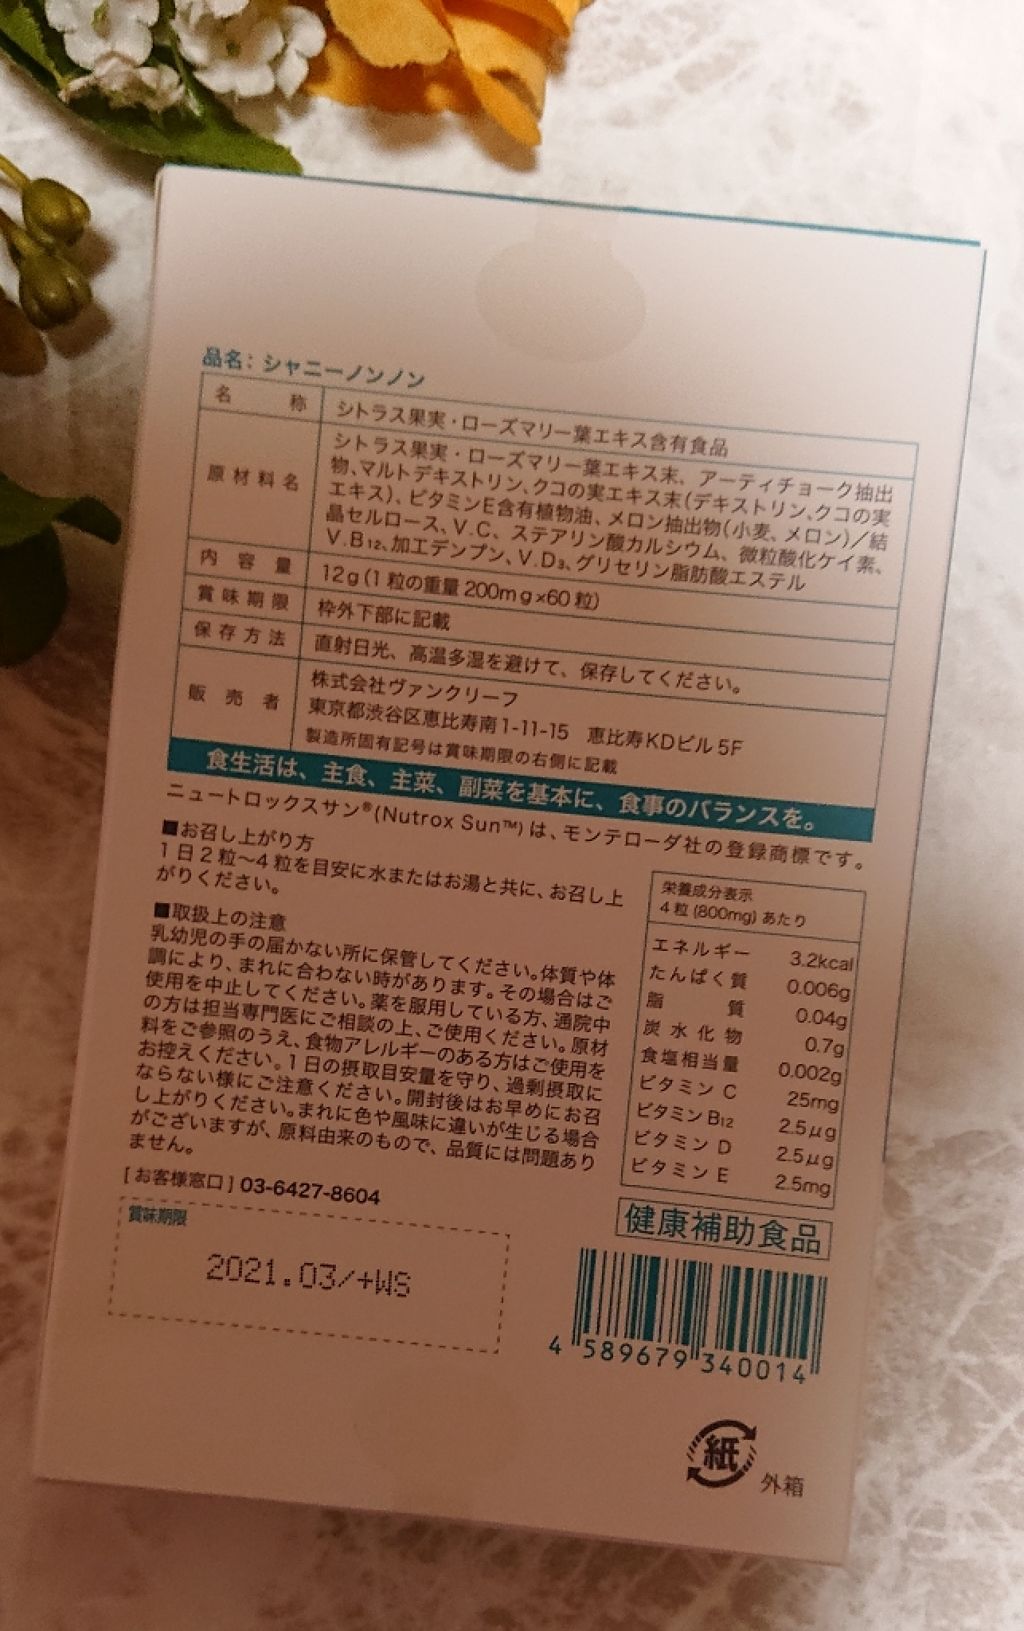 品名：シャニーノンノン
名称
シトラス果実・ローズマリー葉エキス含有食品
原材料名
シトラス果実・ローズマリー葉エキス末、アーティチョーク抽出
物、マルトデキストリン、クコの実エキス末(デキストリン、クコの実
エキス)、ビタミンE含有植物油、メロン抽出物(小麦、メロン)／結
晶セルロース、V.C、ステアリン酸カルシウム、微粒酸化ケイ素、
V.B₁₂、加工デンプン、V.D₃、グリセリン脂肪酸エステル
内容量
12g(1粒の重量 200mg×60粒)
賞味期限
枠外下部に記載
保存方法
直射日光、高温多湿を避けて、保存してください。
販売者
株式会社ヴァンクリーフ
東京都渋谷区恵比寿南1-11-15 恵比寿KDビル5F
製造所固有記号は賞味期限の右側に記載
食生活は、主食、主菜、副菜を基本に、食事のバランスを。
ニュートロックスサン®(Nutrox Sun™)は、モンテローダ社の登録商標です。
■お召し上がり方
1日2粒～4粒を目安に水またはお湯と共に、お召し上
がりください。
■取扱上の注意
乳幼児の手の届かない所に保管してください。体質や体
調により、まれに合わない時があります。その場合はご
使用を中止してください。薬を服用している方、通院中
の方は担当専門医にご相談の上、ご使用ください。原材
料をご参照のうえ、食物アレルギーのある方はご使用を
お控えください。1日の摂取目安量を守り、過剰摂取に
ならない様にご注意ください。開封後はお早めにお召
し上がりください。まれに色や風味に違いが生じる場合
がございますが、原料由来のもので、品質には問題あり
ません。
[お客様窓口] 03-6427-8604
賞味期限
2021.03/+WS
栄養成分表示
4粒(800mg)あたり
エネルギー 3.2kcal
たんぱく質 0.006g
脂質 0.04g
炭水化物 0.7g
食塩相当量 0.002g
ビタミンC 25mg
ビタミンB₁₂ 2.5μg
ビタミンD 2.5μg
ビタミンE 2.5mg
健康補助食品
4 589679 340014
紙
外箱